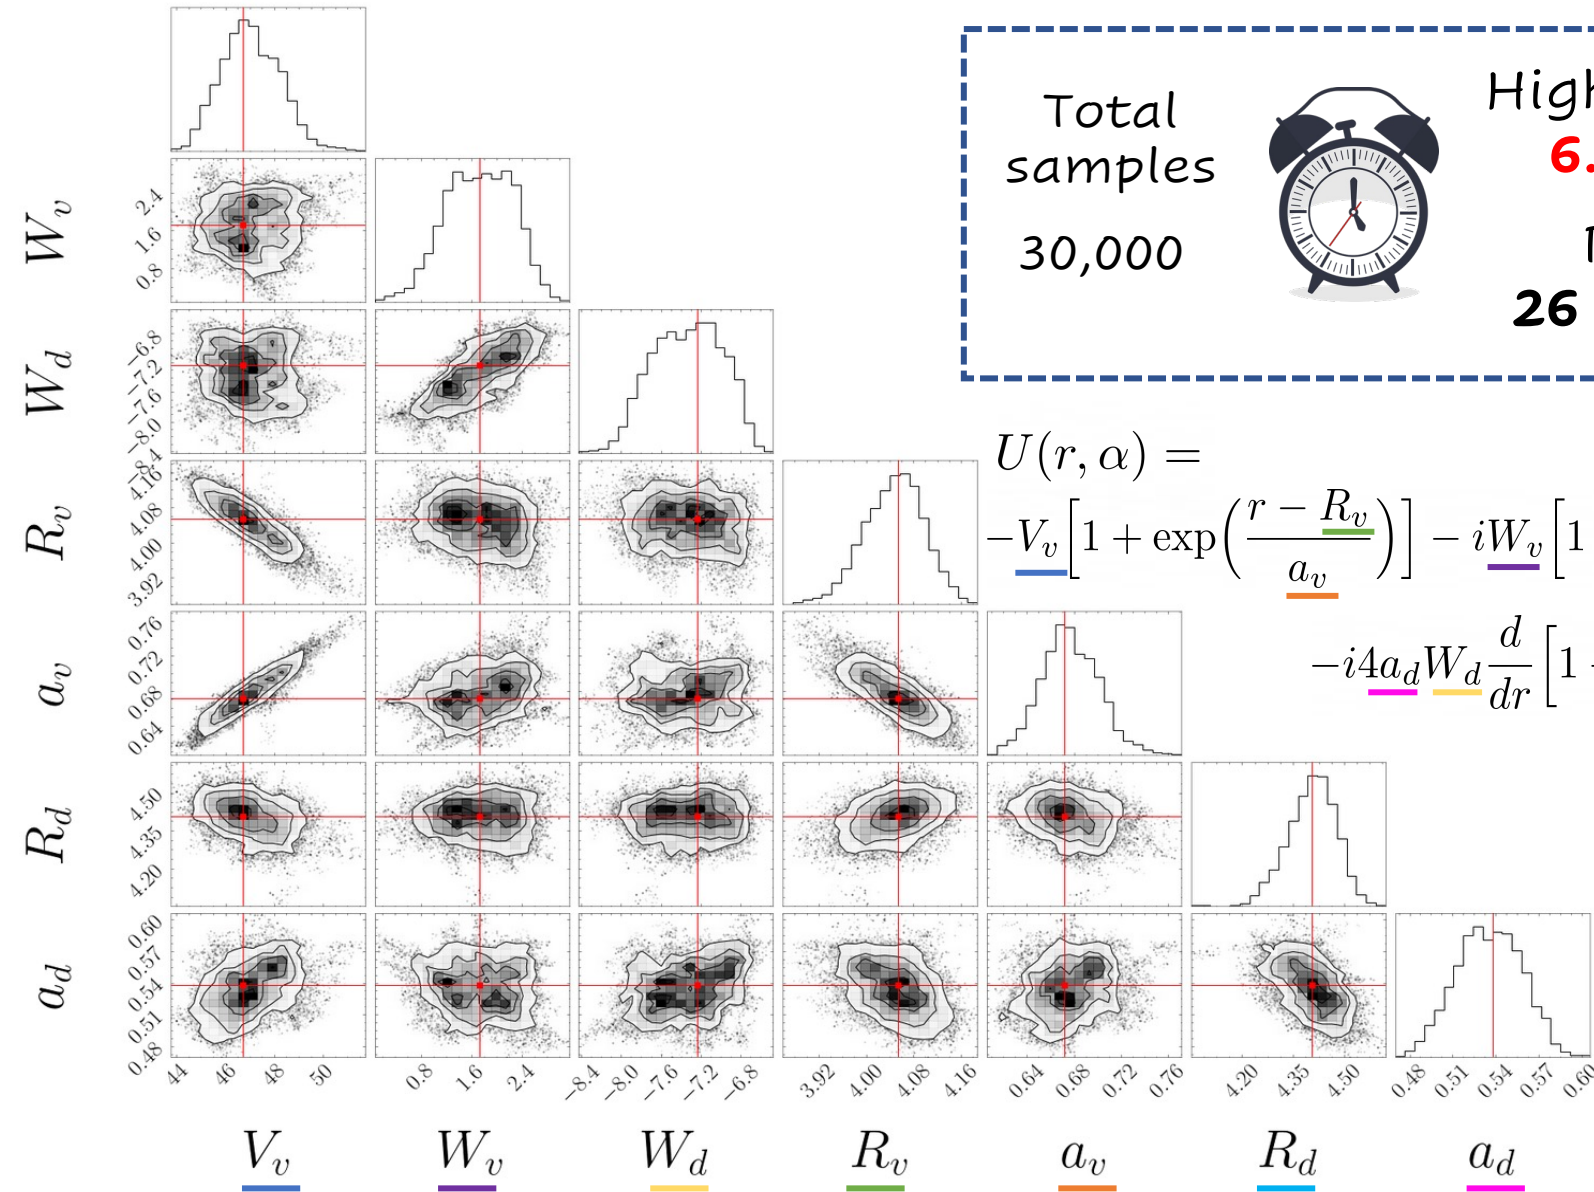 Total
samples
30,000
High
6.
26
W_v
2.4
1.6
0.8
W_d
−6.8
−7.2
−7.6
−8.0
−8.4
R_v
4.16
4.08
4.00
3.92
U(r, α) =
−V_v[1 + exp((r − R_v)/a_v)] − iW_v[1
a_v
0.76
0.72
0.68
0.64
−i4a_dW_d d/dr [1 -
R_d
4.50
4.35
4.20
a_d
0.60
0.57
0.54
0.51
0.48
44 46 48 50 0.8 1.6 2.4 −8.4 −8.0 −7.6 −7.2 −6.8 3.92 4.00 4.08 4.16 0.64 0.68 0.72 0.76 4.20 4.35 4.50 0.48 0.51 0.54 0.57 0.60
V_v W_v W_d R_v a_v R_d a_d